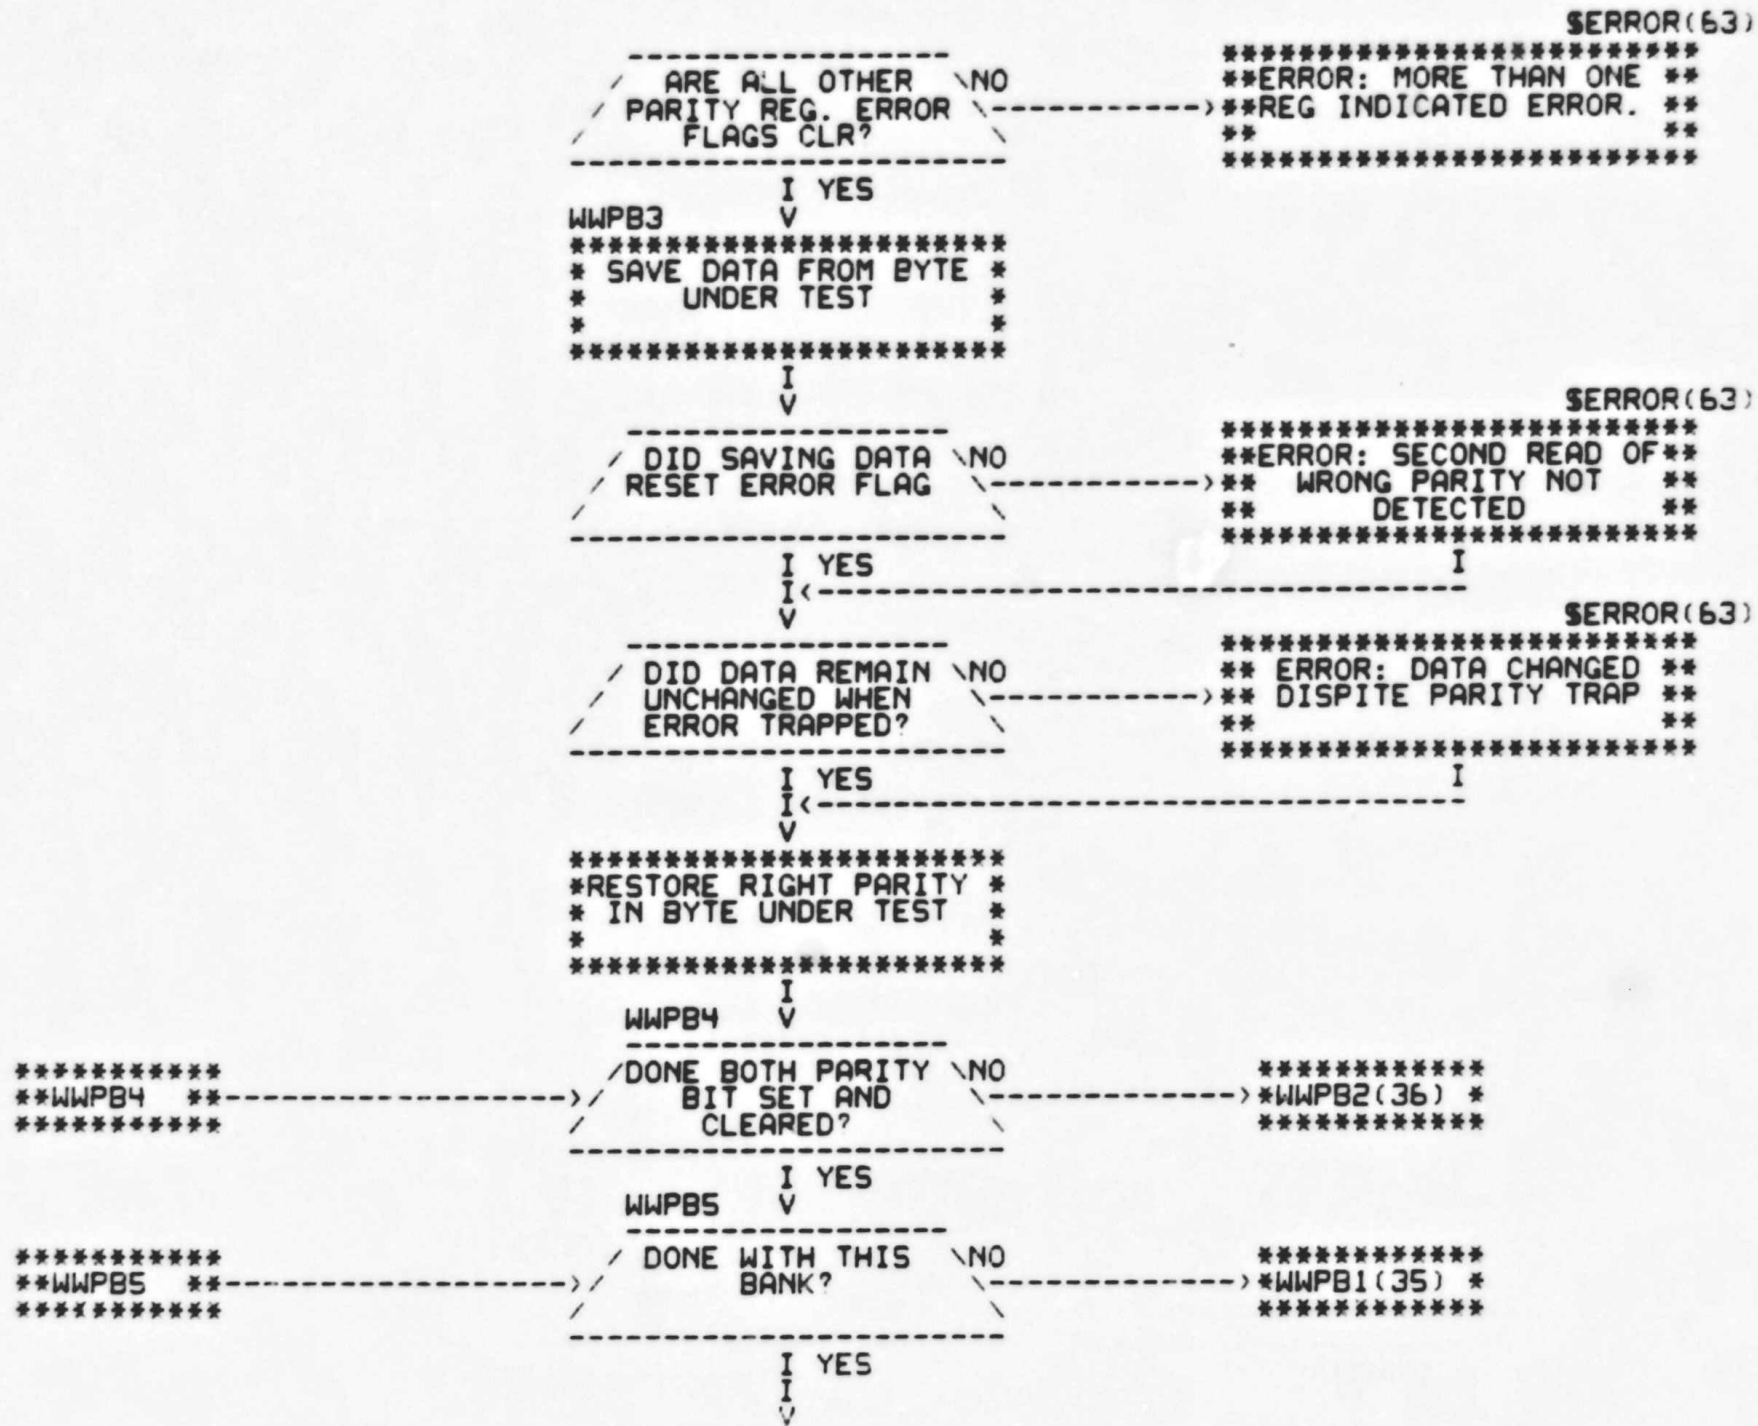 $ERROR(63)
ARE ALL OTHER NO
PARITY REG. ERROR
FLAGS CLR?
**ERROR: MORE THAN ONE **
**REG INDICATED ERROR. **
I YES
WWPB3 V
* SAVE DATA FROM BYTE *
* UNDER TEST *
I
V
$ERROR(63)
/ DID SAVING DATA \NO
/ RESET ERROR FLAG \
**ERROR: SECOND READ OF**
** WRONG PARITY NOT **
** DETECTED **
I YES
I
V
$ERROR(63)
/ DID DATA REMAIN \NO
/ UNCHANGED WHEN \
/ ERROR TRAPPED? \
** ERROR: DATA CHANGED **
** DISPITE PARITY TRAP **
I YES
I
V
*RESTORE RIGHT PARITY *
* IN BYTE UNDER TEST *
I
WWPB4 V
**WWPB4 **
/DONE BOTH PARITY \NO
/ BIT SET AND \
/ CLEARED? \
*WWPB2(36) *
I YES
WWPB5 V
**WWPB5 **
/ DONE WITH THIS \NO
/ BANK? \
*WWPB1(35) *
I YES
I
V